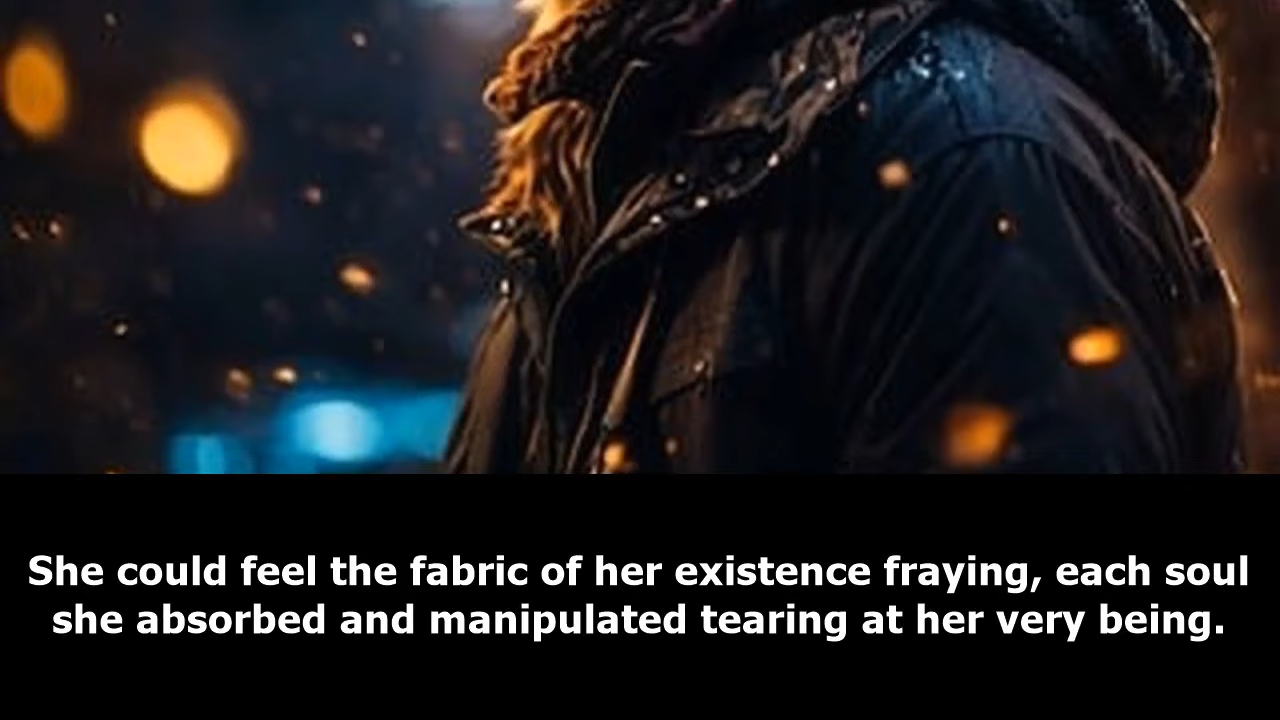 She could feel the fabric of her existence fraying, each soul
she absorbed and manipulated tearing at her very being.